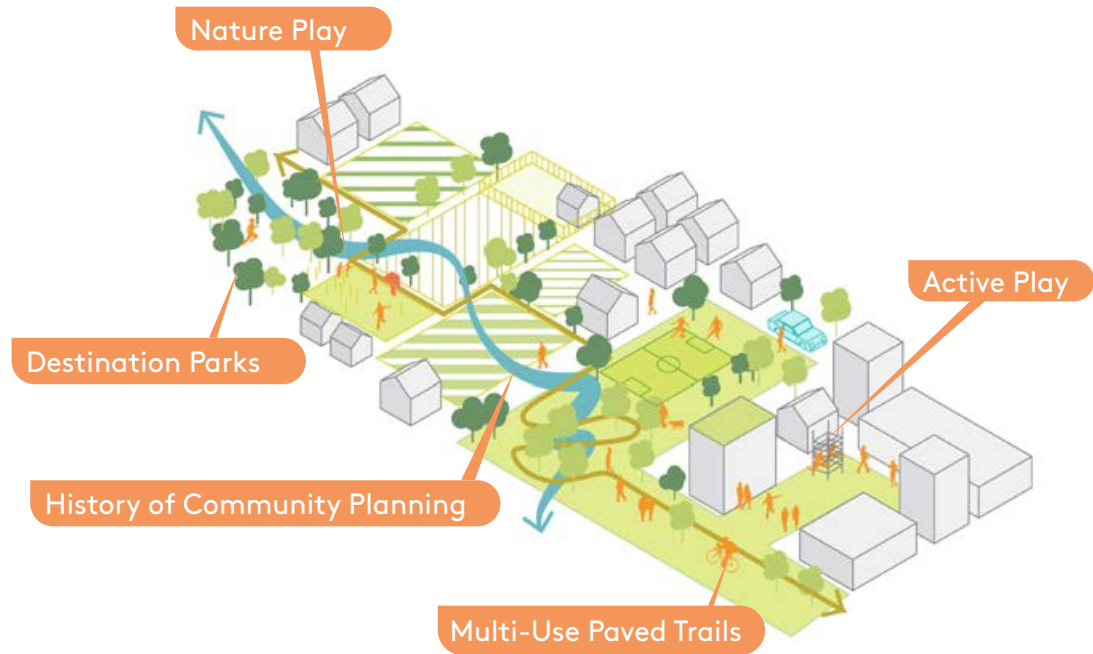 Nature Play
Active Play
Destination Parks
History of Community Planning
Multi-Use Paved Trails